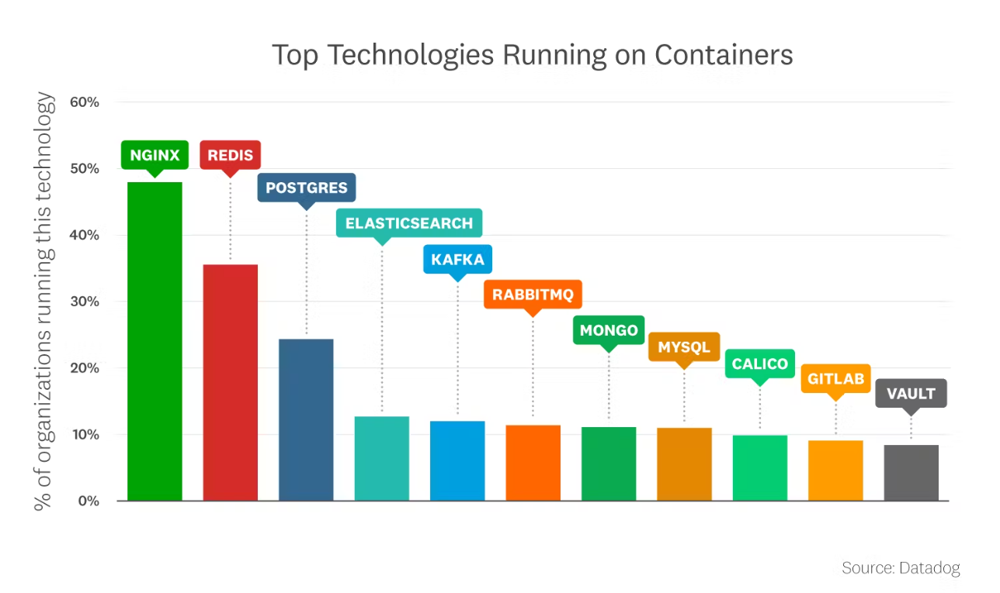 Top Technologies Running on Containers
% of organizations running this technology
60%
50%
40%
30%
20%
10%
0%
NGINX
REDIS
POSTGRES
ELASTICSEARCH
KAFKA
RABBITMQ
MONGO
MYSQL
CALICO
GITLAB
VAULT
Source: Datadog